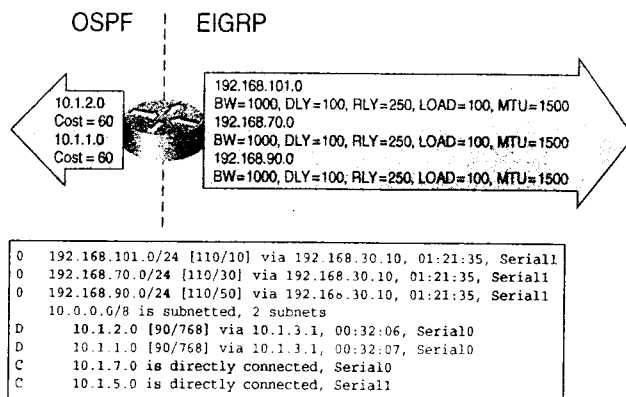 OSPF
EIGRP
10.1.2.0
Cost = 60
10.1.1.0
Cost = 60
192.168.101.0
BW=1000, DLY=100, RLY=250, LOAD=100, MTU=1500
192.168.70.0
BW=1000, DLY=100, RLY=250, LOAD=100, MTU=1500
192.168.90.0
BW=1000, DLY=100, RLY=250, LOAD=100, MTU=1500
O 192.168.101.0/24 [110/10] via 192.168.30.10, 01:21:35, Serial1
O 192.168.70.0/24 [110/30] via 192.168.30.10, 01:21:35, Serial1
O 192.168.90.0/24 [110/50] via 192.168.30.10, 01:21:35, Serial1
10.0.0.0/8 is subnetted, 2 subnets
D 10.1.2.0 [90/768] via 10.1.3.1, 00:32:06, Serial0
D 10.1.1.0 [90/768] via 10.1.3.1, 00:32:07, Serial0
C 10.1.7.0 is directly connected, Serial0
C 10.1.5.0 is directly connected, Serial1